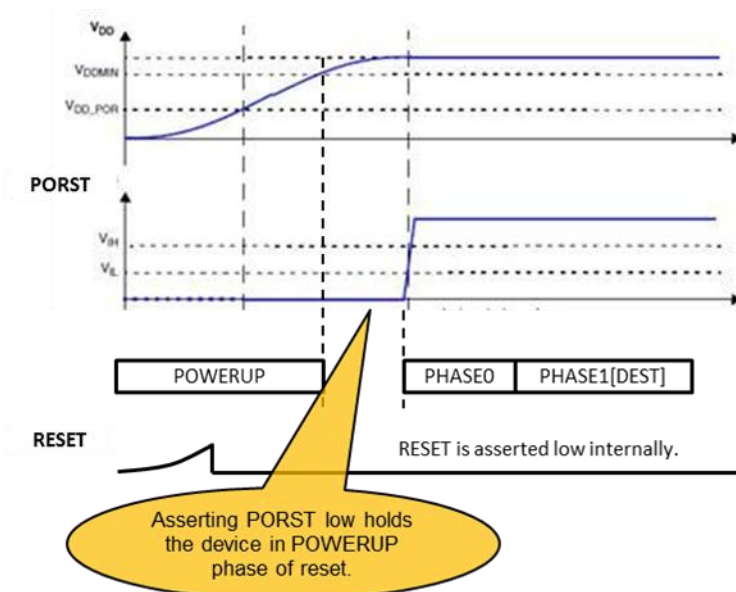 VDD
VDDMIN
VDD_POR
PORST
VIH
VIL
POWERUP
PHASE0
PHASE1[DEST]
RESET
RESET is asserted low internally.
Asserting PORST low holds
the device in POWERUP
phase of reset.